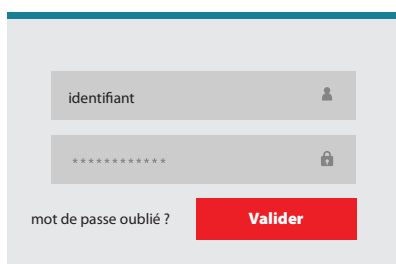 identifiant
************
mot de passe oublié ?
Valider